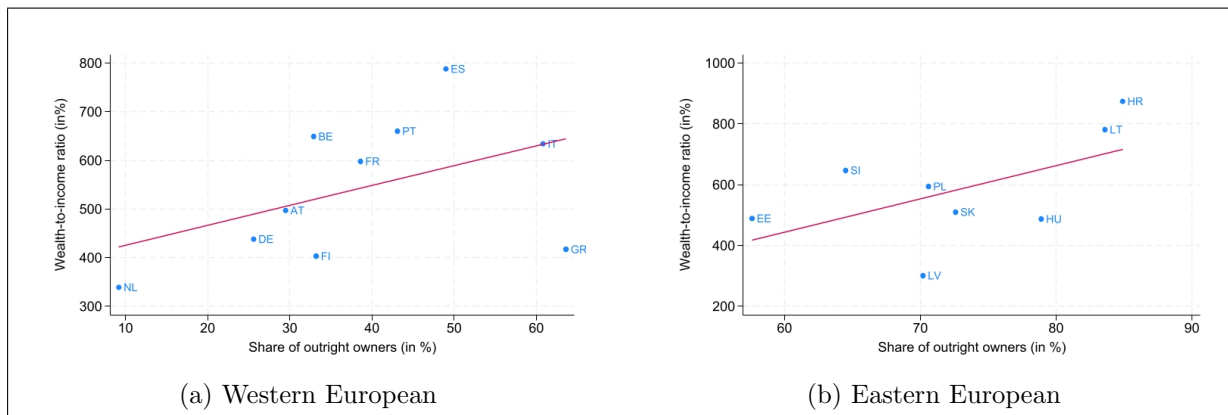 800
700
600
500
400
300
Wealth-to-income ratio (in%)
ES
BE
PT
FR
IT
AT
DE
FI
GR
NL
10 20 30 40 50 60
Share of outright owners (in %)
(a) Western European
1000
800
600
400
200
Wealth-to-income ratio (in%)
HR
LT
SI
PL
SK
HU
EE
LV
60 70 80 90
Share of outright owners (in %)
(b) Eastern European